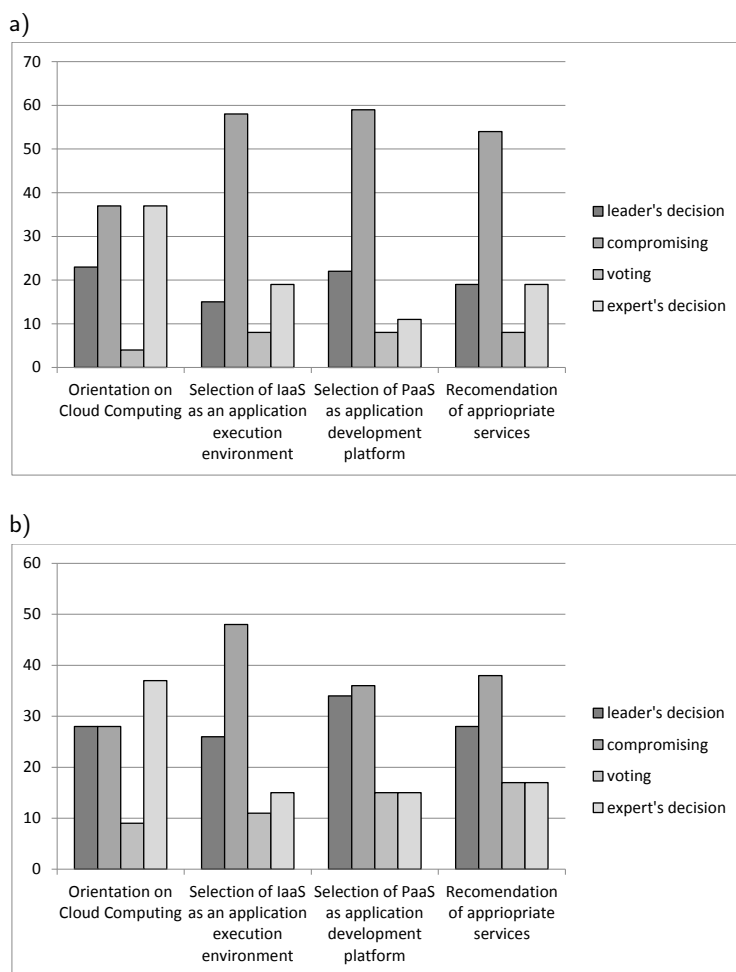 a)
70
60
50
40
30
20
10
0
leader's decision
compromising
voting
expert's decision
Orientation on
Cloud Computing
Selection of IaaS
as an application
execution
environment
Selection of PaaS
as application
development
platform
Recomendation
of appriopriate
services
b)
60
50
40
30
20
10
0
leader's decision
compromising
voting
expert's decision
Orientation on
Cloud Computing
Selection of IaaS
as an application
execution
environment
Selection of PaaS
as application
development
platform
Recomendation
of appriopriate
services